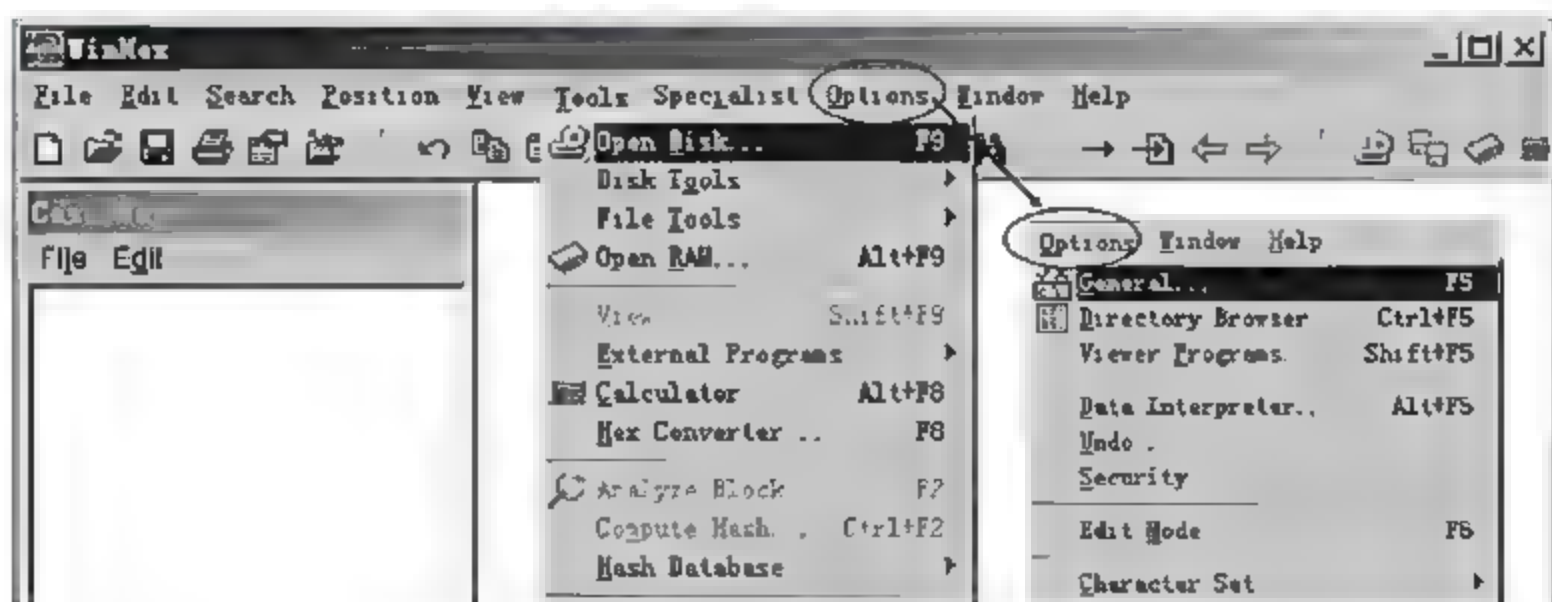 WinHex
File Edit Search Position View Tools Specialist Options Window Help
File Edit
Open Disk... F9
Disk Tools
File Tools
Open RAM... Alt+F9
View Shift+F9
External Programs
Calculator Alt+F8
Hex Converter .. F8
Analyze Block F2
Compute Hash. . Ctrl+F2
Hash Database
Options Window Help
General... F5
Directory Browser Ctrl+F5
Viewer Programs. Shift+F5
Data Interpreter.. Alt+F5
Undo .
Security
Edit Mode F6
Character Set